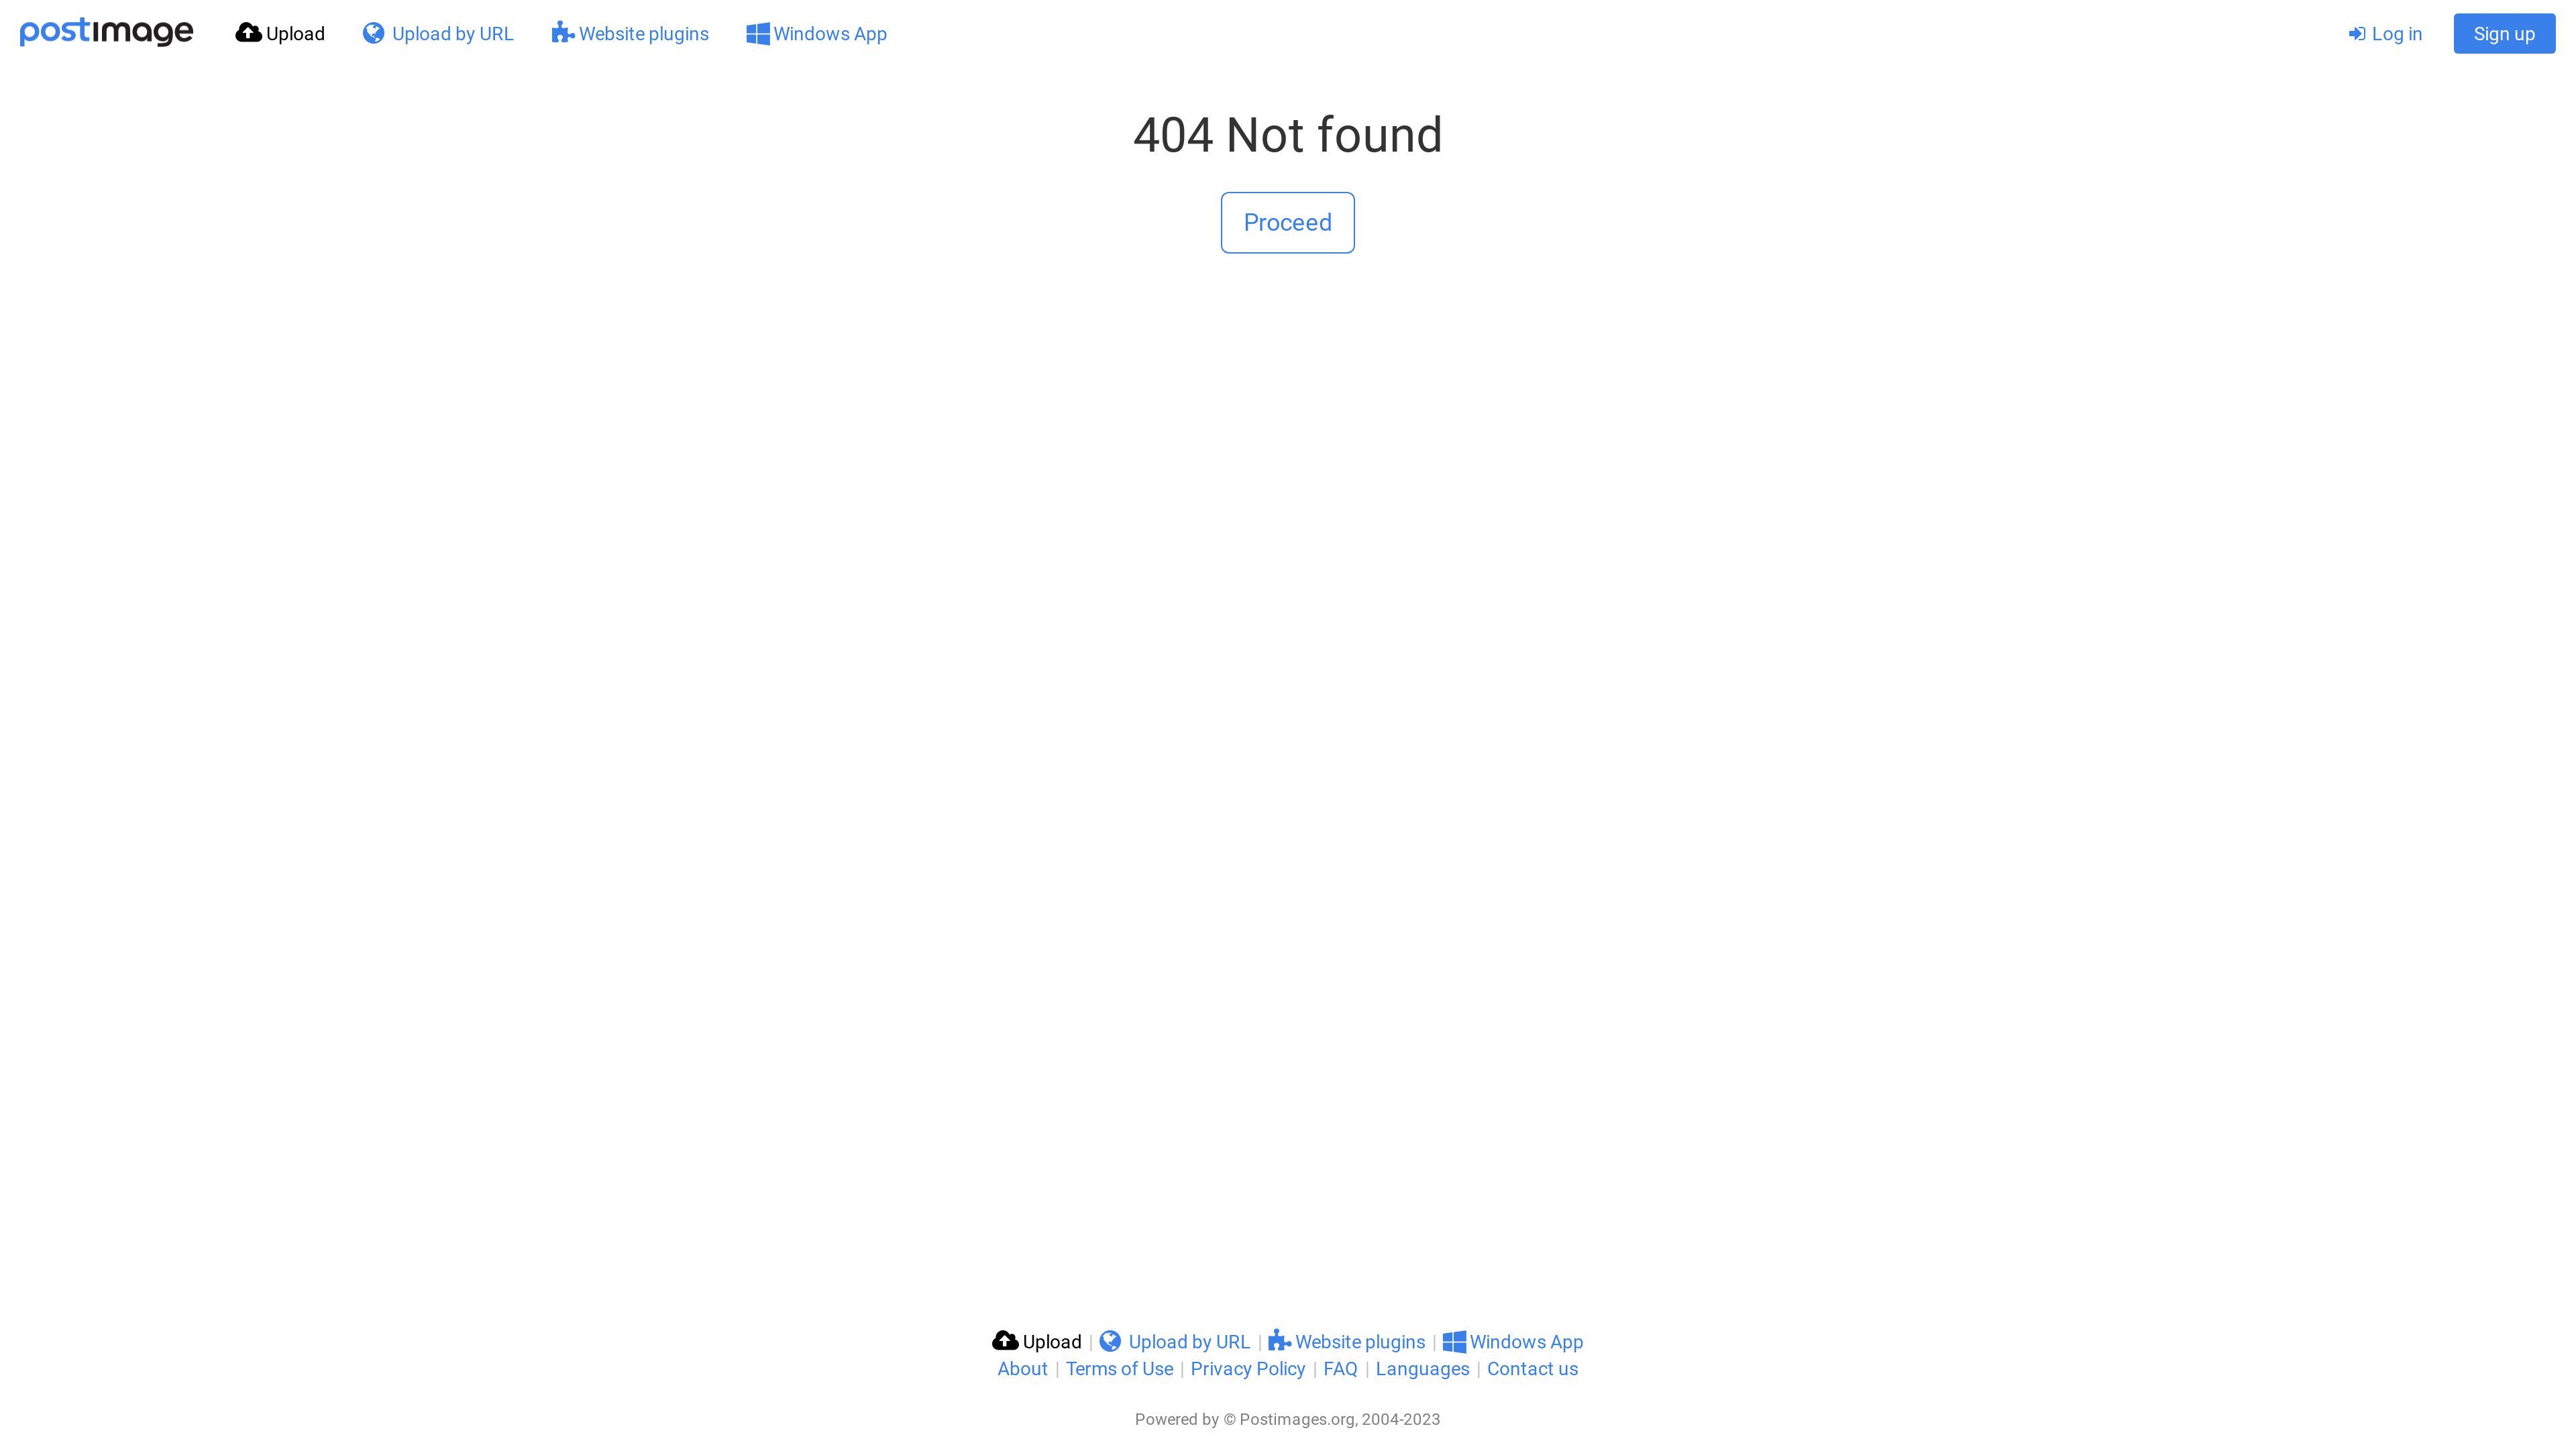 postimage Upload Upload by URL Website plugins Windows App Log in Sign up
404 Not found
Proceed
Upload | Upload by URL | Website plugins | Windows App
About | Terms of Use | Privacy Policy | FAQ | Languages | Contact us
Powered by © Postimages.org, 2004-2023